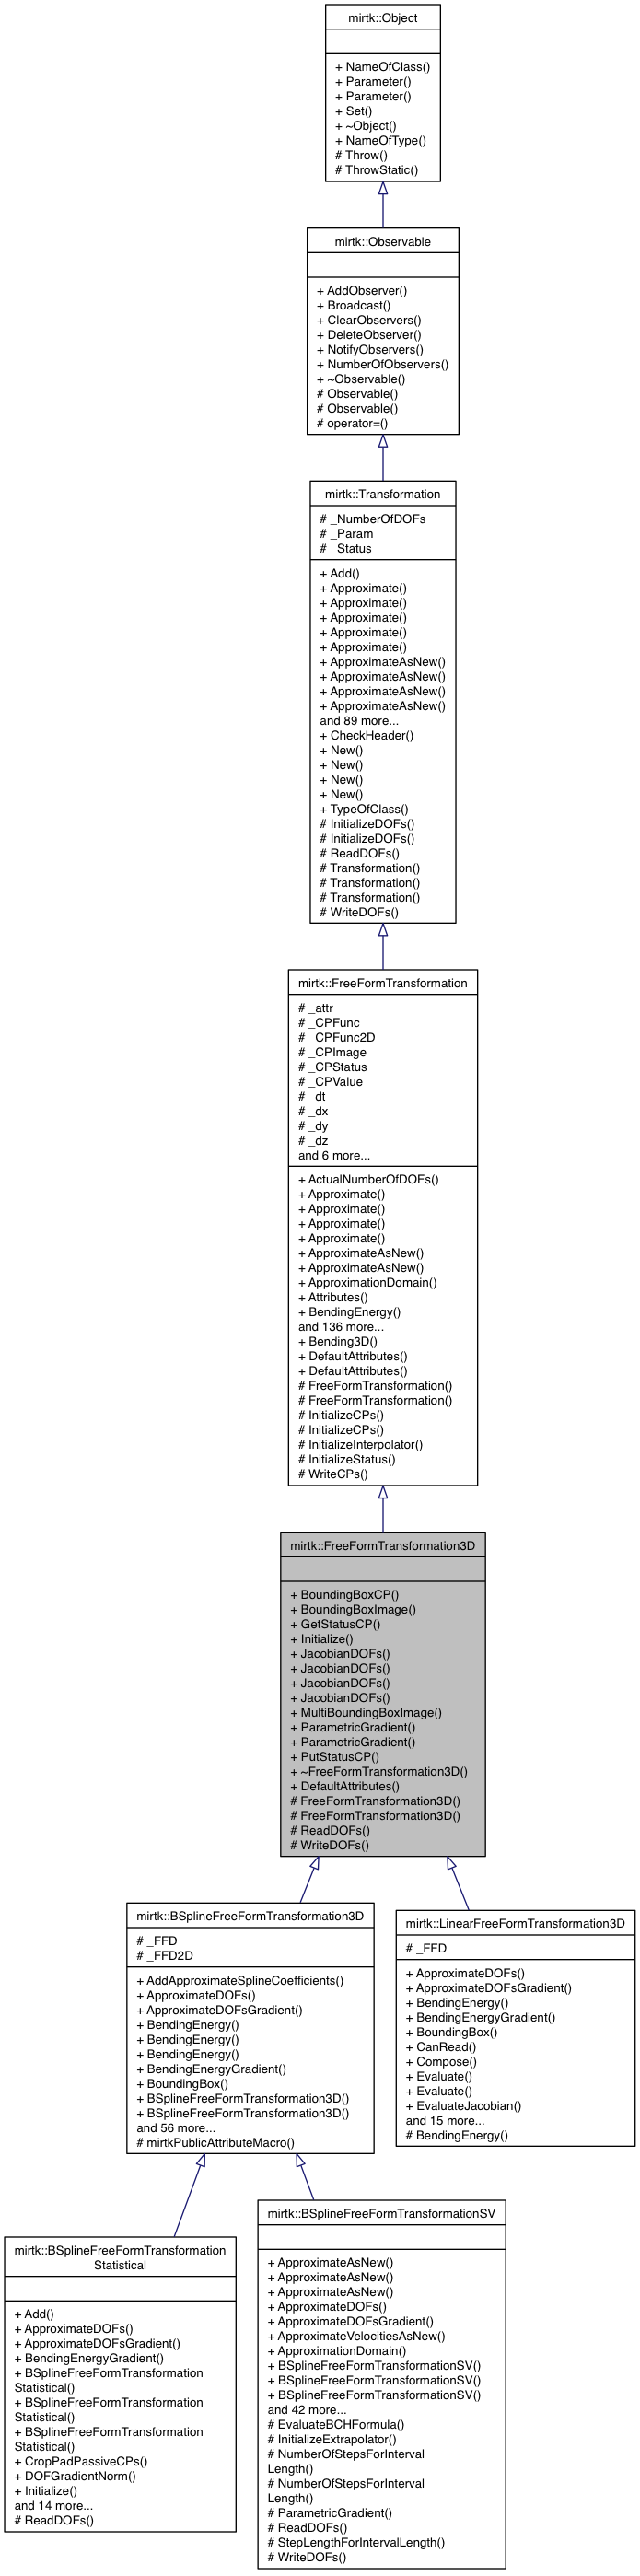 mirtk::Object
+ NameOfClass()
+ Parameter()
+ Parameter()
+ Set()
+ ~Object()
+ NameOfType()
# Throw()
# ThrowStatic()
mirtk::Observable
+ AddObserver()
+ Broadcast()
+ ClearObservers()
+ DeleteObserver()
+ NotifyObservers()
+ NumberOfObservers()
+ ~Observable()
# Observable()
# Observable()
# operator=()
mirtk::Transformation
# _NumberOfDOFs
# _Param
# _Status
+ Add()
+ Approximate()
+ Approximate()
+ Approximate()
+ Approximate()
+ Approximate()
+ ApproximateAsNew()
+ ApproximateAsNew()
+ ApproximateAsNew()
+ ApproximateAsNew()
and 89 more...
+ CheckHeader()
+ New()
+ New()
+ New()
+ New()
+ TypeOfClass()
# InitializeDOFs()
# InitializeDOFs()
# ReadDOFs()
# Transformation()
# Transformation()
# Transformation()
# WriteDOFs()
mirtk::FreeFormTransformation
# _attr
# _CPFunc
# _CPFunc2D
# _CPImage
# _CPStatus
# _CPValue
# _dt
# _dx
# _dy
# _dz
and 6 more...
+ ActualNumberOfDOFs()
+ Approximate()
+ Approximate()
+ Approximate()
+ Approximate()
+ ApproximateAsNew()
+ ApproximateAsNew()
+ ApproximationDomain()
+ Attributes()
+ BendingEnergy()
and 136 more...
+ Bending3D()
+ DefaultAttributes()
+ DefaultAttributes()
# FreeFormTransformation()
# FreeFormTransformation()
# InitializeCPs()
# InitializeCPs()
# InitializeInterpolator()
# InitializeStatus()
# WriteCPs()
mirtk::FreeFormTransformation3D
+ BoundingBoxCP()
+ BoundingBoxImage()
+ GetStatusCP()
+ Initialize()
+ JacobianDOFs()
+ JacobianDOFs()
+ JacobianDOFs()
+ JacobianDOFs()
+ MultiBoundingBoxImage()
+ ParametricGradient()
+ ParametricGradient()
+ PutStatusCP()
+ ~FreeFormTransformation3D()
+ DefaultAttributes()
# FreeFormTransformation3D()
# FreeFormTransformation3D()
# ReadDOFs()
# WriteDOFs()
mirtk::BSplineFreeFormTransformation3D
# _FFD
# _FFD2D
+ AddApproximateSplineCoefficients()
+ ApproximateDOFs()
+ ApproximateDOFsGradient()
+ BendingEnergy()
+ BendingEnergy()
+ BendingEnergy()
+ BendingEnergyGradient()
+ BoundingBox()
+ BSplineFreeFormTransformation3D()
+ BSplineFreeFormTransformation3D()
and 56 more...
# mirtkPublicAttributeMacro()
mirtk::LinearFreeFormTransformation3D
# _FFD
+ ApproximateDOFs()
+ ApproximateDOFsGradient()
+ BendingEnergy()
+ BendingEnergyGradient()
+ BoundingBox()
+ CanRead()
+ Compose()
+ Evaluate()
+ Evaluate()
+ EvaluateJacobian()
and 15 more...
# BendingEnergy()
mirtk::BSplineFreeFormTransformation
Statistical
+ Add()
+ ApproximateDOFs()
+ ApproximateDOFsGradient()
+ BendingEnergyGradient()
+ BSplineFreeFormTransformation
Statistical()
+ BSplineFreeFormTransformation
Statistical()
+ BSplineFreeFormTransformation
Statistical()
+ CropPadPassiveCPs()
+ DOFGradientNorm()
+ Initialize()
and 14 more...
# ReadDOFs()
mirtk::BSplineFreeFormTransformationSV
+ ApproximateAsNew()
+ ApproximateAsNew()
+ ApproximateAsNew()
+ ApproximateDOFs()
+ ApproximateDOFsGradient()
+ ApproximateVelocitiesAsNew()
+ ApproximationDomain()
+ BSplineFreeFormTransformationSV()
+ BSplineFreeFormTransformationSV()
+ BSplineFreeFormTransformationSV()
and 42 more...
# EvaluateBCHFormula()
# InitializeExtrapolator()
# NumberOfStepsForInterval
Length()
# NumberOfStepsForInterval
Length()
# ParametricGradient()
# ReadDOFs()
# StepLengthForIntervalLength()
# WriteDOFs()